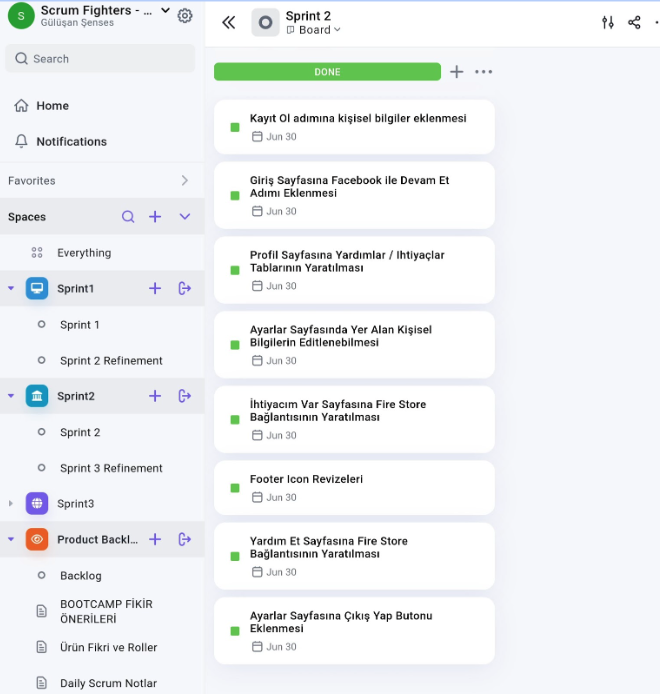 S
Scrum Fighters - ...
Gülüşan Şenses
Search
Home
Notifications
Favorites
Spaces
Everything
Sprint1
Sprint 1
Sprint 2 Refinement
Sprint2
Sprint 2
Sprint 3 Refinement
Sprint3
Product Backl...
Backlog
BOOTCAMP FİKİR
ÖNERİLERİ
Ürün Fikri ve Roller
Daily Scrum Notlar
Sprint 2
Board
DONE
Kayıt Ol adımına kişisel bilgiler eklenmesi
Jun 30
Giriş Sayfasına Facebook ile Devam Et
Adımı Eklenmesi
Jun 30
Profil Sayfasına Yardımlar / Ihtiyaçlar
Tablarının Yaratılması
Jun 30
Ayarlar Sayfasında Yer Alan Kişisel
Bilgilerin Editlenebilmesi
Jun 30
İhtiyacım Var Sayfasına Fire Store
Bağlantısının Yaratılması
Jun 30
Footer Icon Revizeleri
Jun 30
Yardım Et Sayfasına Fire Store
Bağlantısının Yaratılması
Jun 30
Ayarlar Sayfasına Çıkış Yap Butonu
Eklenmesi
Jun 30